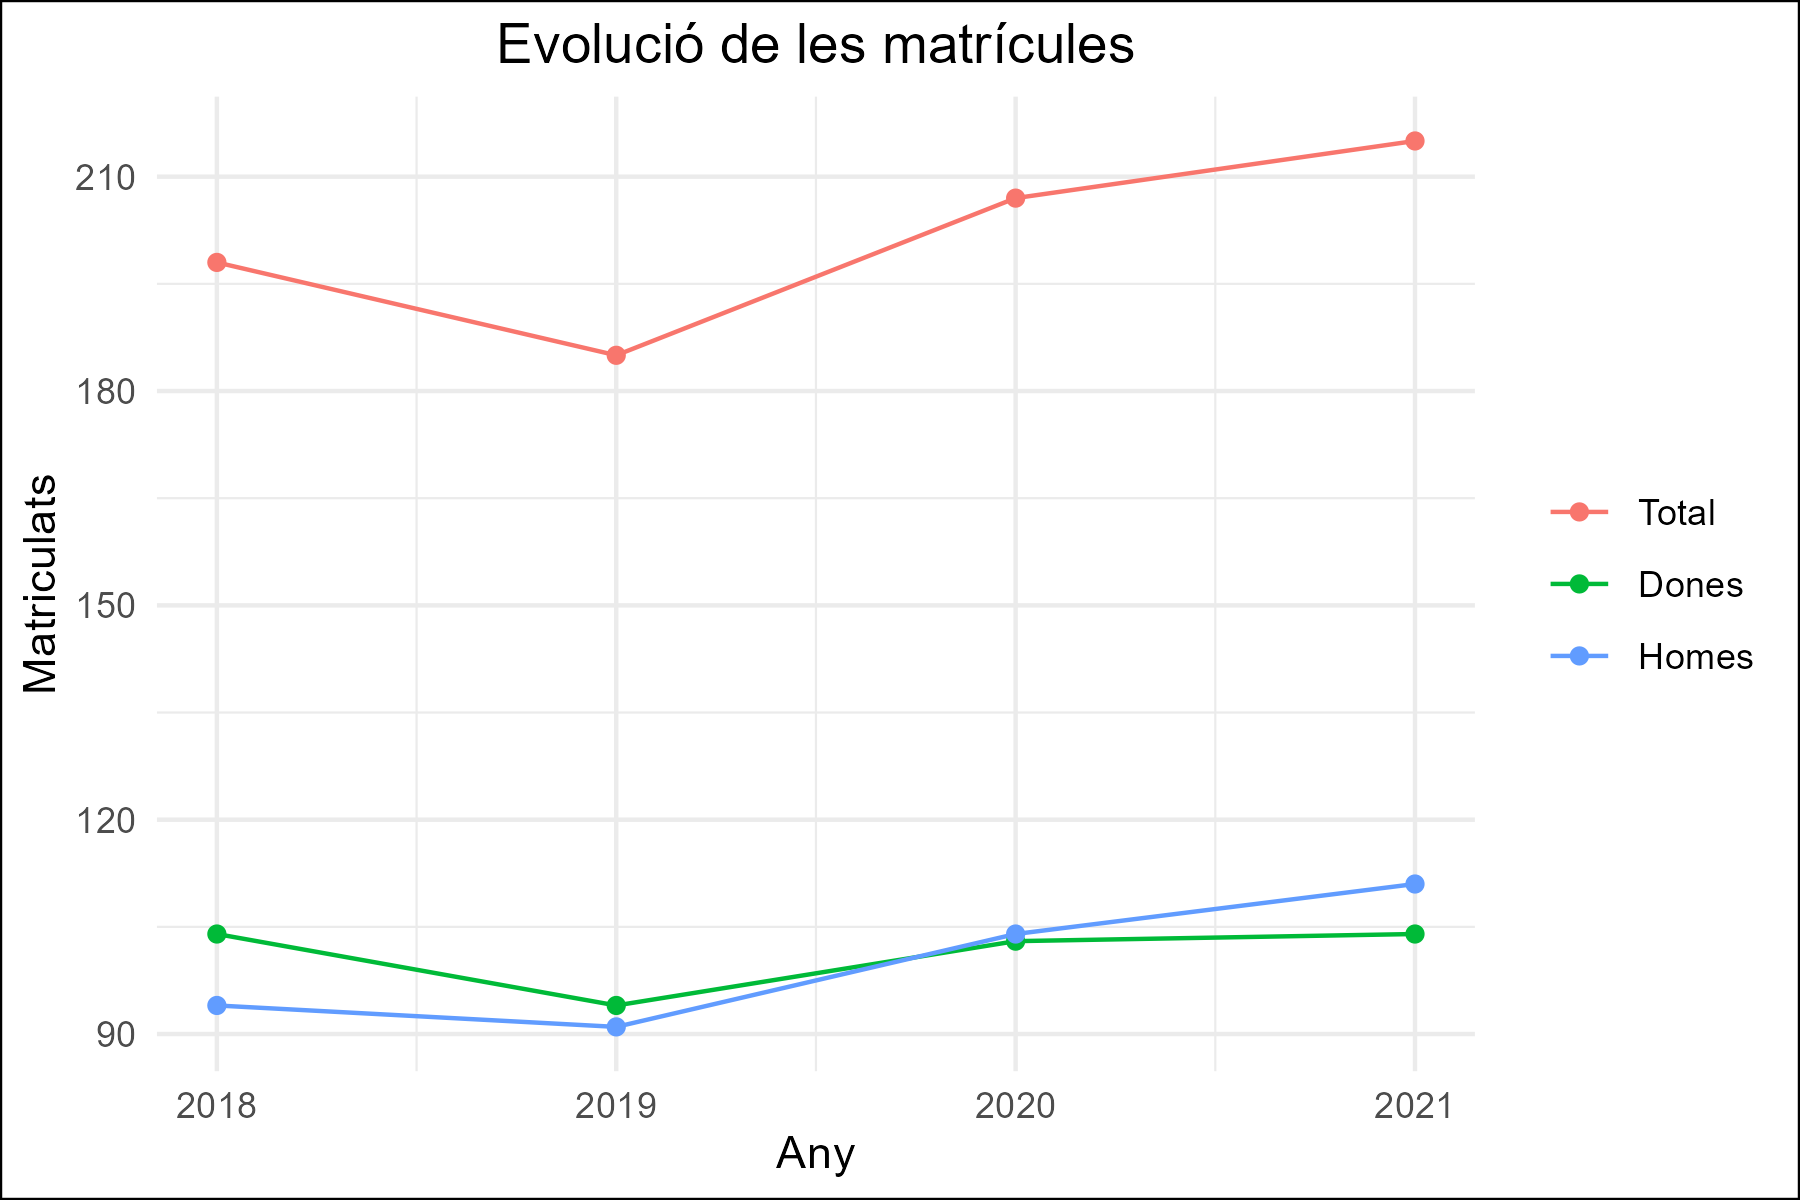 Evolució de les matrícules
210
180
150
120
90
Matriculats
2018
2019
2020
2021
Any
Total
Dones
Homes